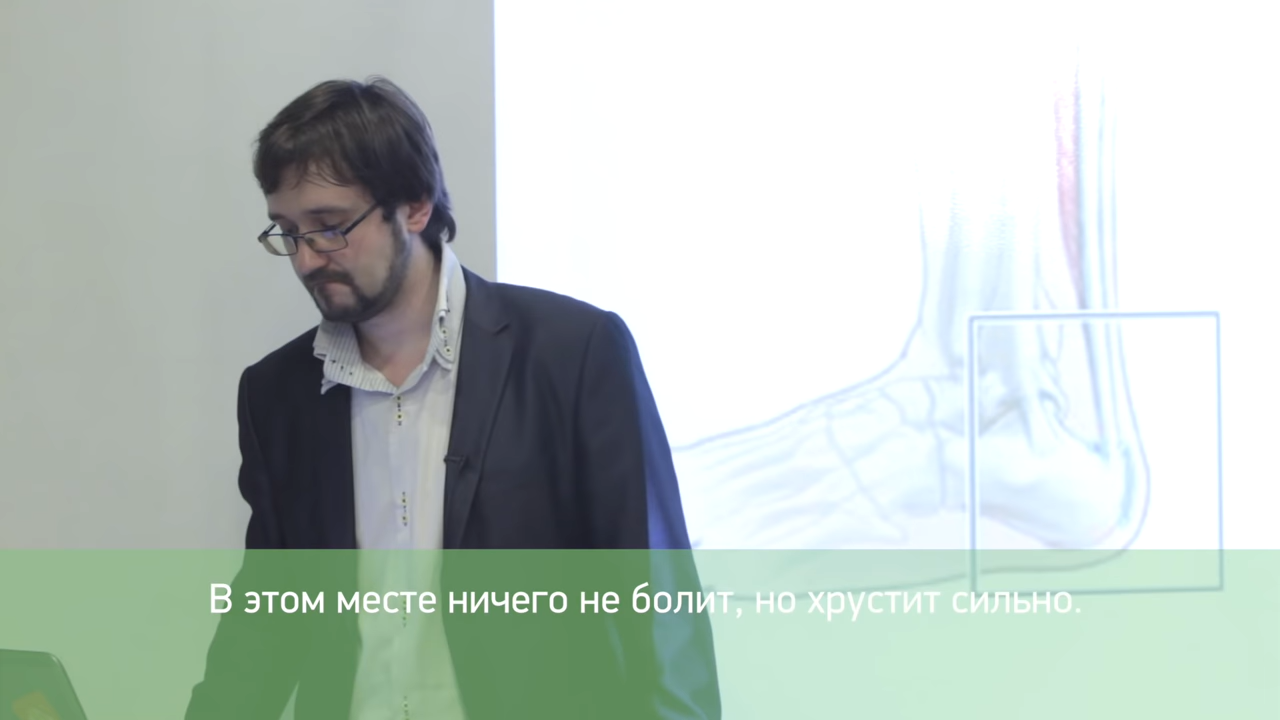 В этом месте ничего не болит, но хрустит сильно.